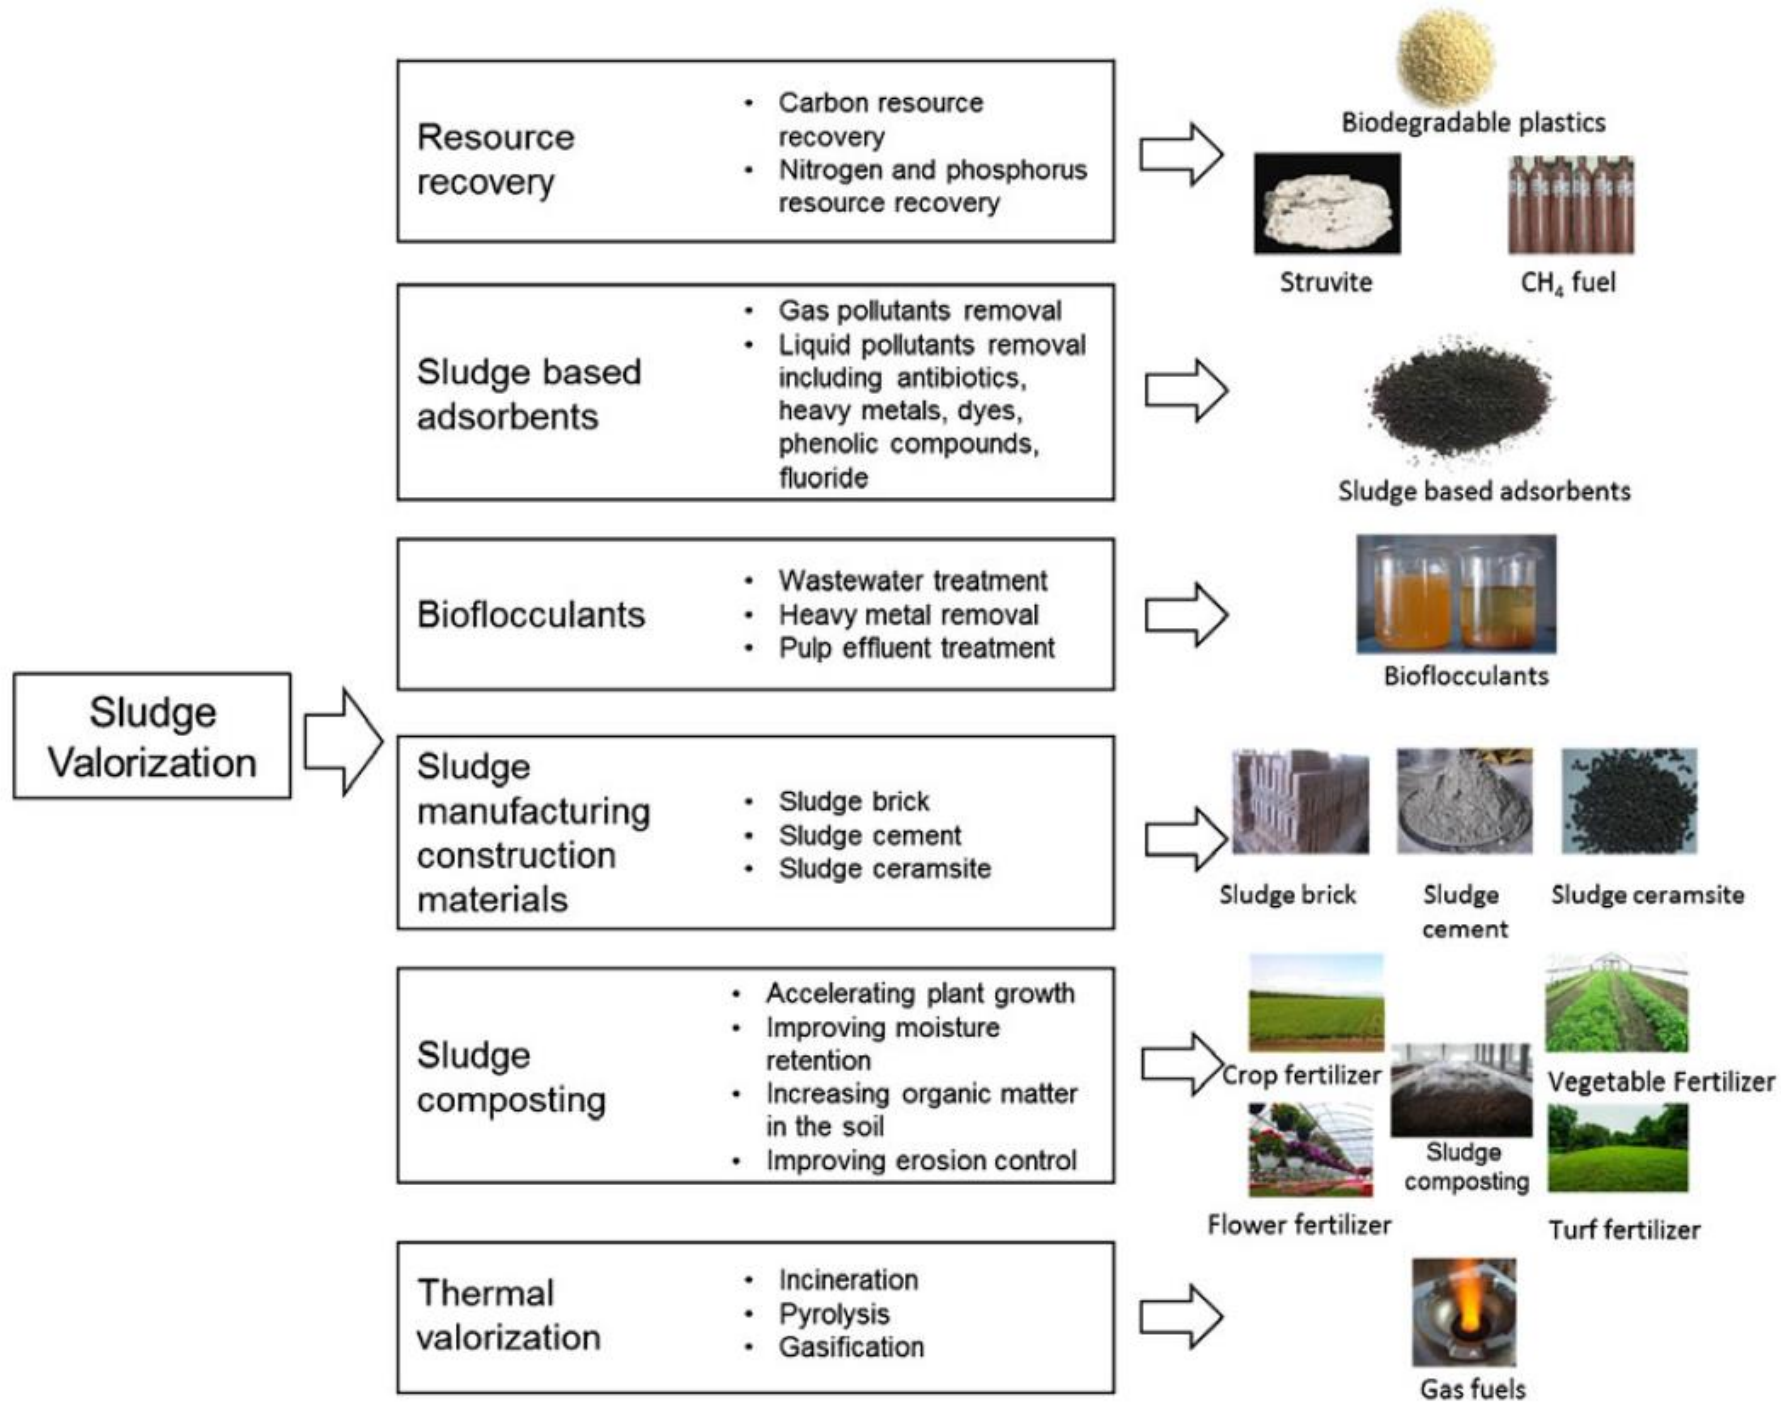 Sludge
Valorization
Resource
recovery
• Carbon resource
recovery
• Nitrogen and phosphorus
resource recovery
Biodegradable plastics
Struvite
CH₄ fuel
Sludge based
adsorbents
• Gas pollutants removal
• Liquid pollutants removal
including antibiotics,
heavy metals, dyes,
phenolic compounds,
fluoride
Sludge based adsorbents
Bioflocculants
• Wastewater treatment
• Heavy metal removal
• Pulp effluent treatment
Bioflocculants
Sludge
manufacturing
construction
materials
• Sludge brick
• Sludge cement
• Sludge ceramsite
Sludge brick
Sludge
cement
Sludge ceramsite
Sludge
composting
• Accelerating plant growth
• Improving moisture
retention
• Increasing organic matter
in the soil
• Improving erosion control
Crop fertilizer
Vegetable Fertilizer
Sludge
composting
Flower fertilizer
Turf fertilizer
Thermal
valorization
• Incineration
• Pyrolysis
• Gasification
Gas fuels